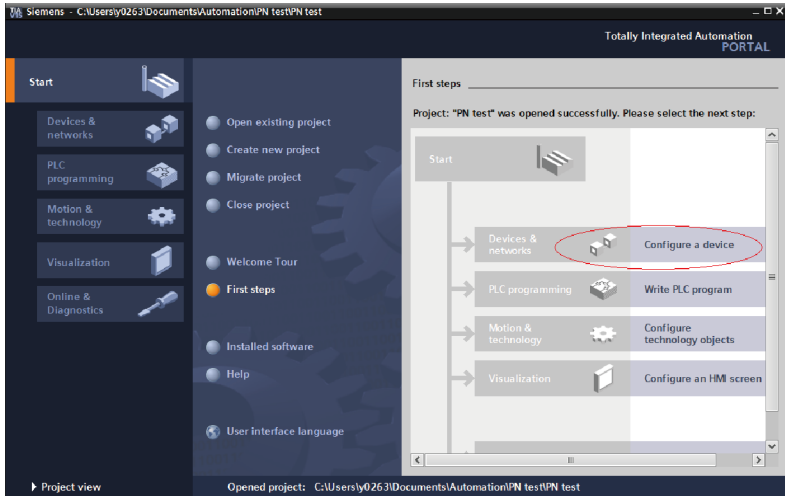 Siemens - C:\Users\y0263\Documents\Automation\PN test\PN test
Totally Integrated Automation
PORTAL
Start
Devices &
networks
PLC
programming
Motion &
technology
Visualization
Online &
Diagnostics
Project view
Open existing project
Create new project
Migrate project
Close project
Welcome Tour
First steps
Installed software
Help
User interface language
First steps
Project: "PN test" was opened successfully. Please select the next step:
Start
Devices &
networks
Configure a device
PLC programming
Write PLC program
Motion &
technology
Configure
technology objects
Visualization
Configure an HMI screen
Opened project: C:\Users\y0263\Documents\Automation\PN test\PN test